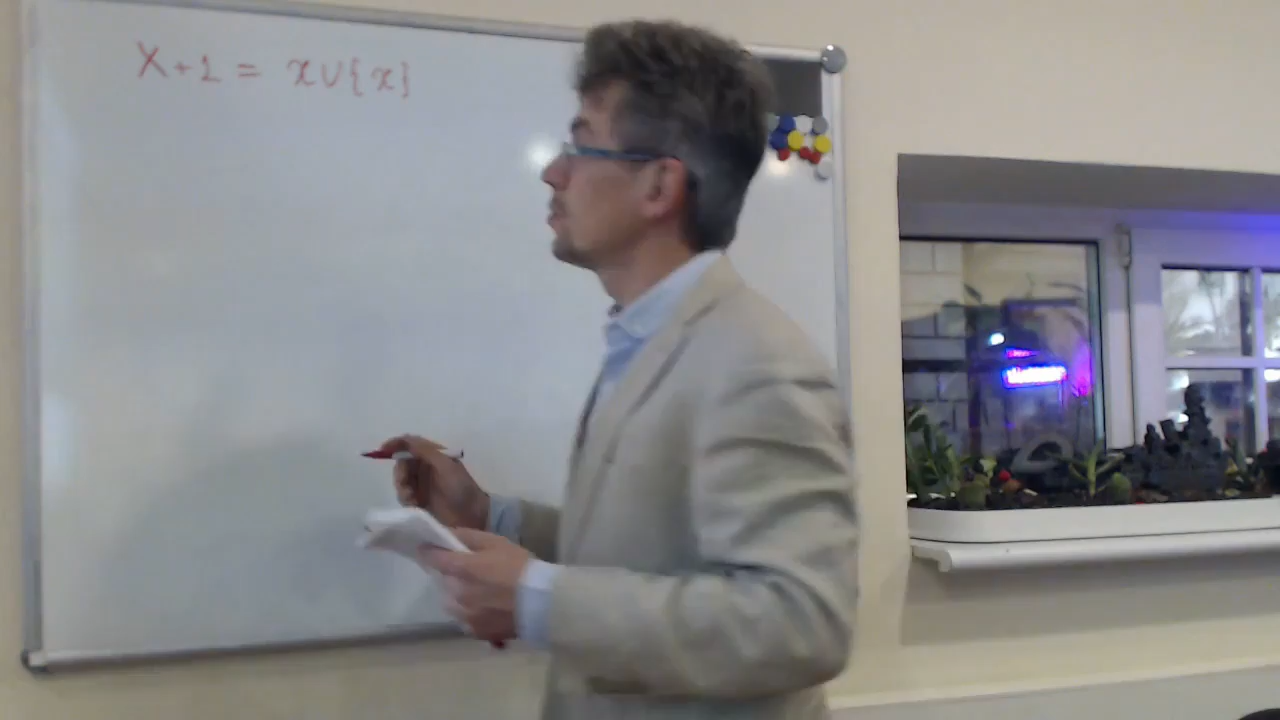 X+1 = x∪{x}